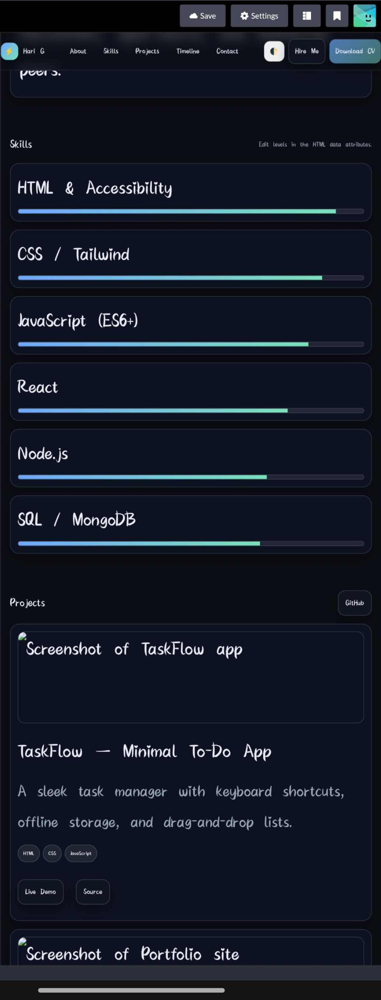 Save Settings
Hari G About Skills Projects Timeline Contact Hire Me Download CV
peers.
Skills Edit levels in the HTML data attributes.
HTML & Accessibility
CSS / Tailwind
JavaScript (ES6+)
React
Node.js
SQL / MongoDB
Projects GitHub
Screenshot of TaskFlow app
TaskFlow — Minimal To-Do App
A sleek task manager with keyboard shortcuts,
offline storage, and drag-and-drop lists.
HTML CSS JavaScript
Live Demo Source
Screenshot of Portfolio site